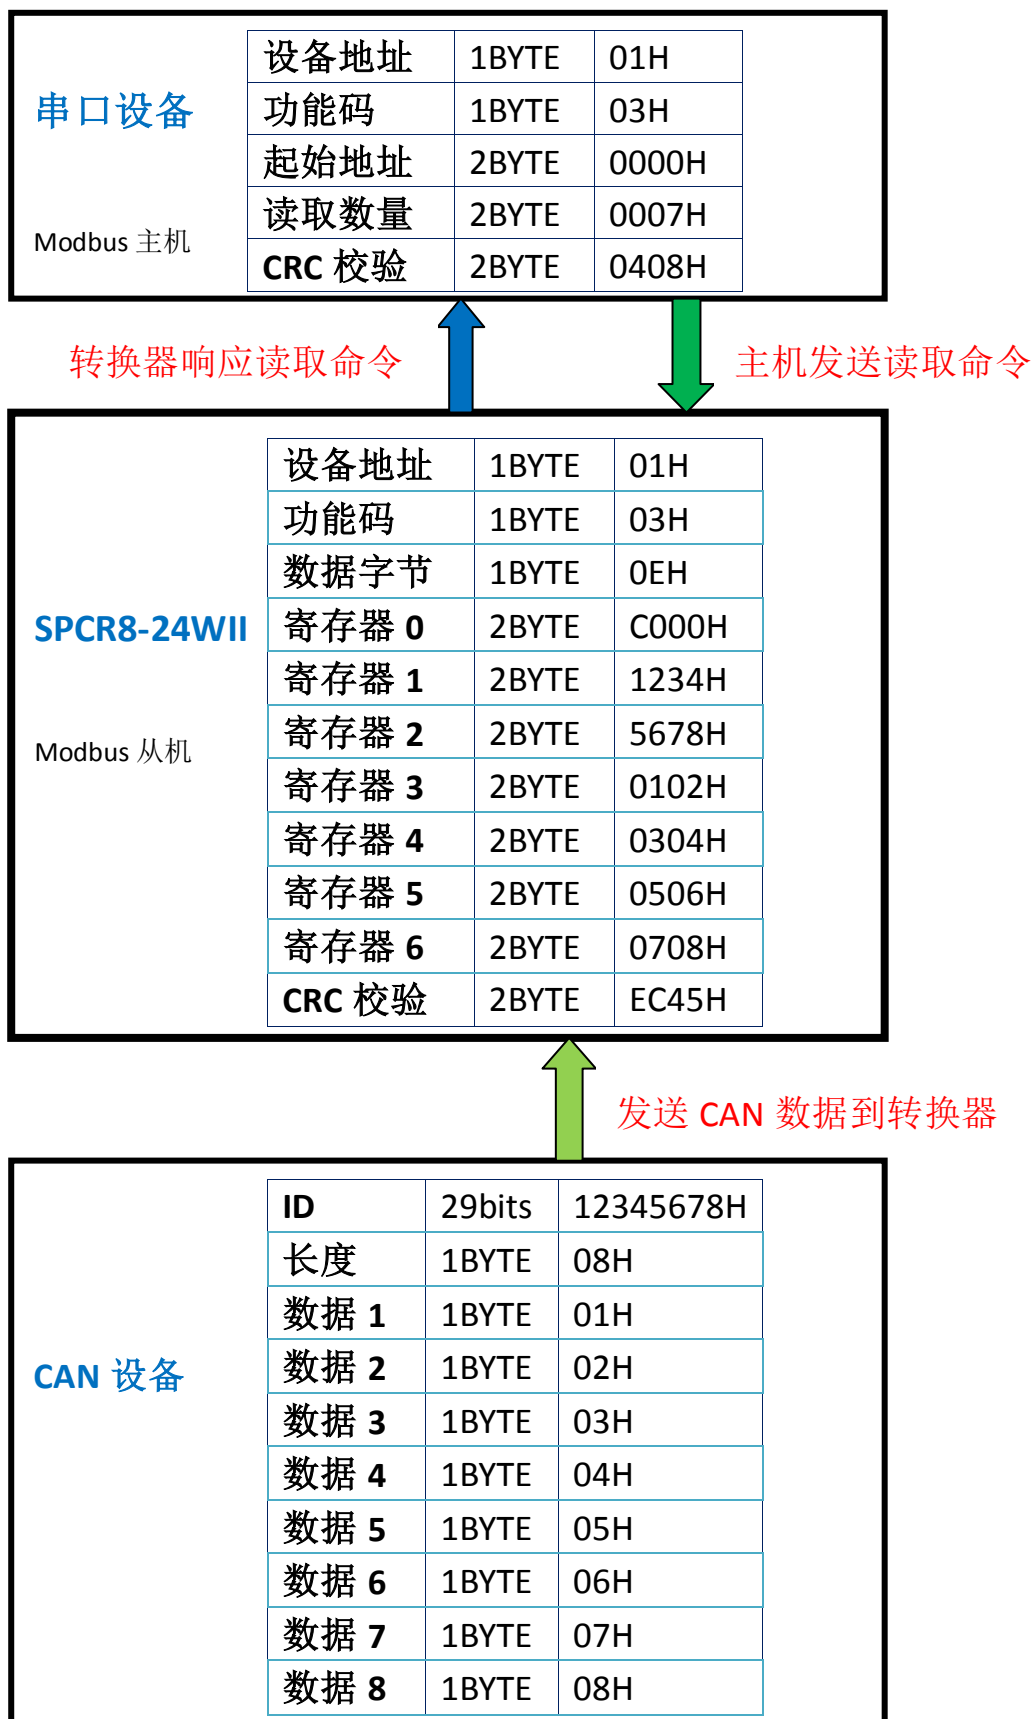 设备地址 1BYTE 01H
串口设备
功能码 1BYTE 03H
起始地址 2BYTE 0000H
读取数量 2BYTE 0007H
Modbus 主机
CRC 校验 2BYTE 0408H
转换器响应读取命令
主机发送读取命令
设备地址 1BYTE 01H
功能码 1BYTE 03H
数据字节 1BYTE 0EH
SPCR8-24WII
寄存器 0 2BYTE C000H
寄存器 1 2BYTE 1234H
寄存器 2 2BYTE 5678H
Modbus 从机
寄存器 3 2BYTE 0102H
寄存器 4 2BYTE 0304H
寄存器 5 2BYTE 0506H
寄存器 6 2BYTE 0708H
CRC 校验 2BYTE EC45H
发送 CAN 数据到转换器
ID 29bits 12345678H
长度 1BYTE 08H
数据 1 1BYTE 01H
CAN 设备
数据 2 1BYTE 02H
数据 3 1BYTE 03H
数据 4 1BYTE 04H
数据 5 1BYTE 05H
数据 6 1BYTE 06H
数据 7 1BYTE 07H
数据 8 1BYTE 08H